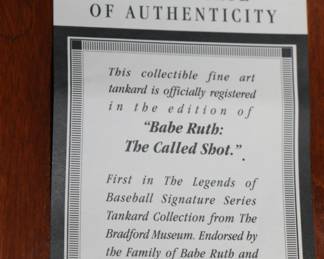 OF AUTHENTICITY
This collectible fine art
tankard is officially registered
in the edition of
“Babe Ruth:
The Called Shot.”.
First in The Legends of
Baseball Signature Series
Tankard Collection from The
Bradford Museum. Endorsed by
the Family of Babe Ruth and